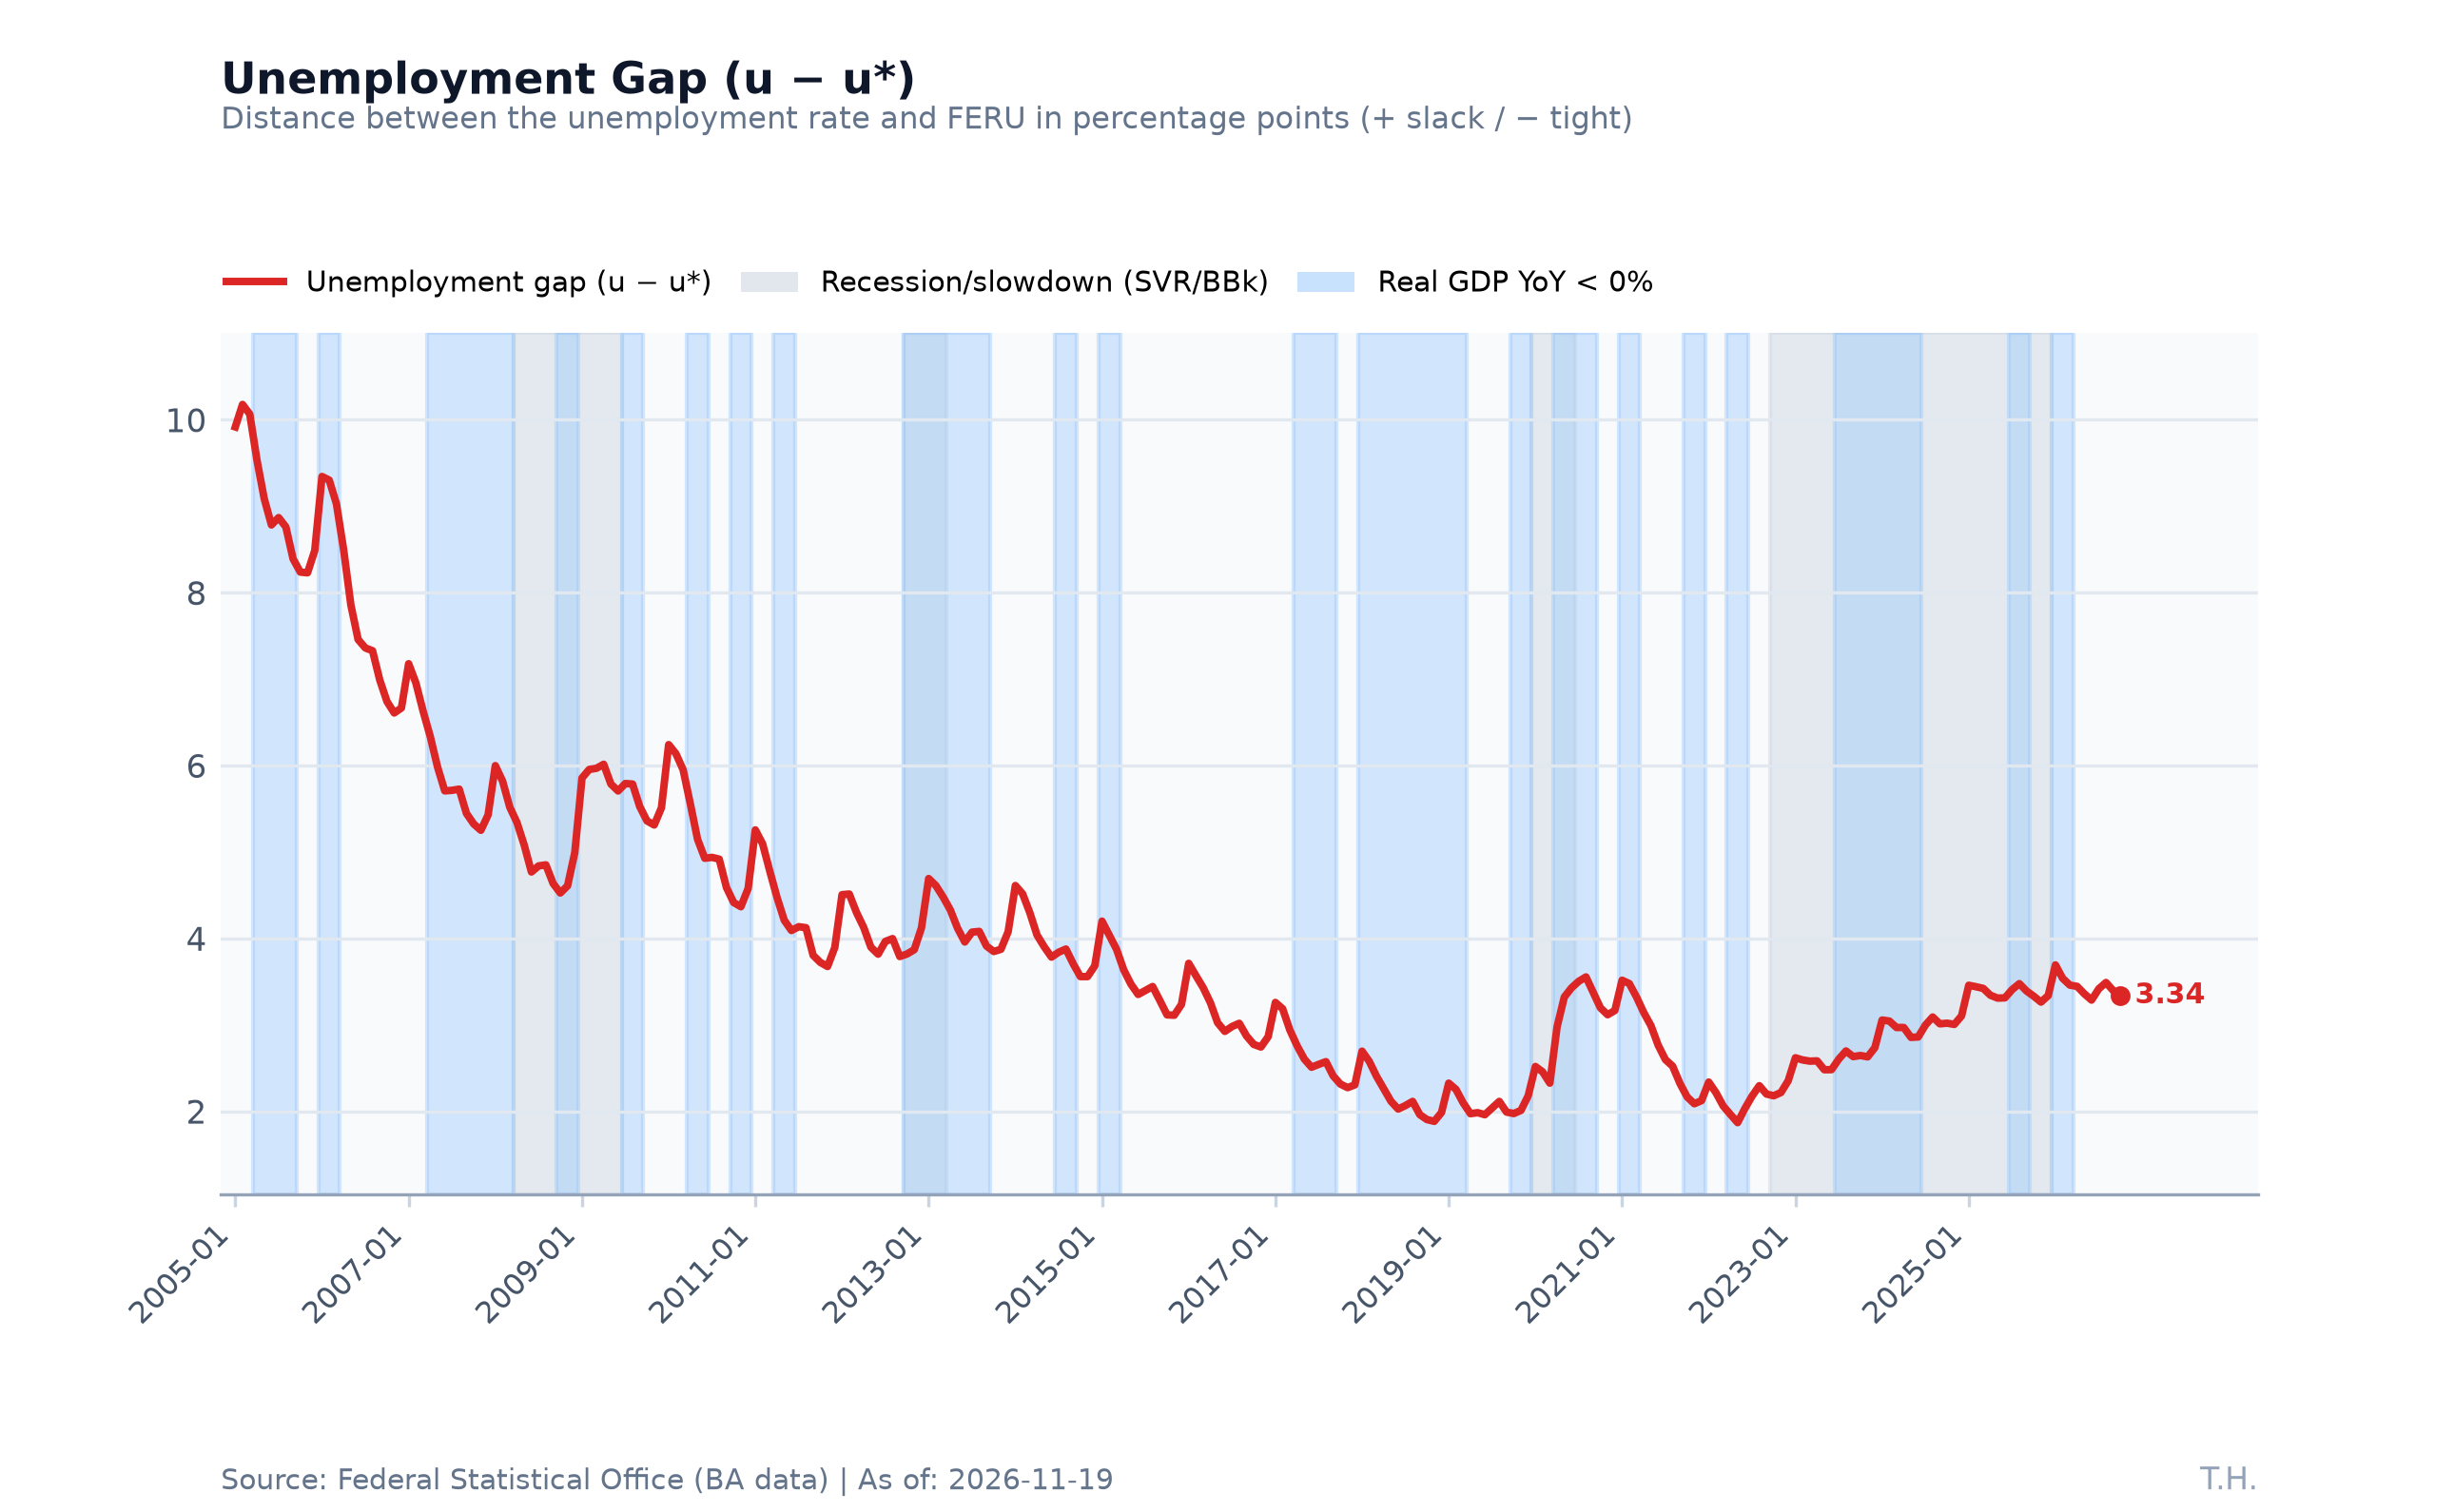 Unemployment Gap (u − u*)
Distance between the unemployment rate and FERU in percentage points (+ slack / − tight)
Unemployment gap (u − u*)
Recession/slowdown (SVR/BBk)
Real GDP YoY < 0%
10
8
6
4
2
3.34
2005-01
2007-01
2009-01
2011-01
2013-01
2015-01
2017-01
2019-01
2021-01
2023-01
2025-01
Source: Federal Statistical Office (BA data) | As of: 2026-11-19
T.H.